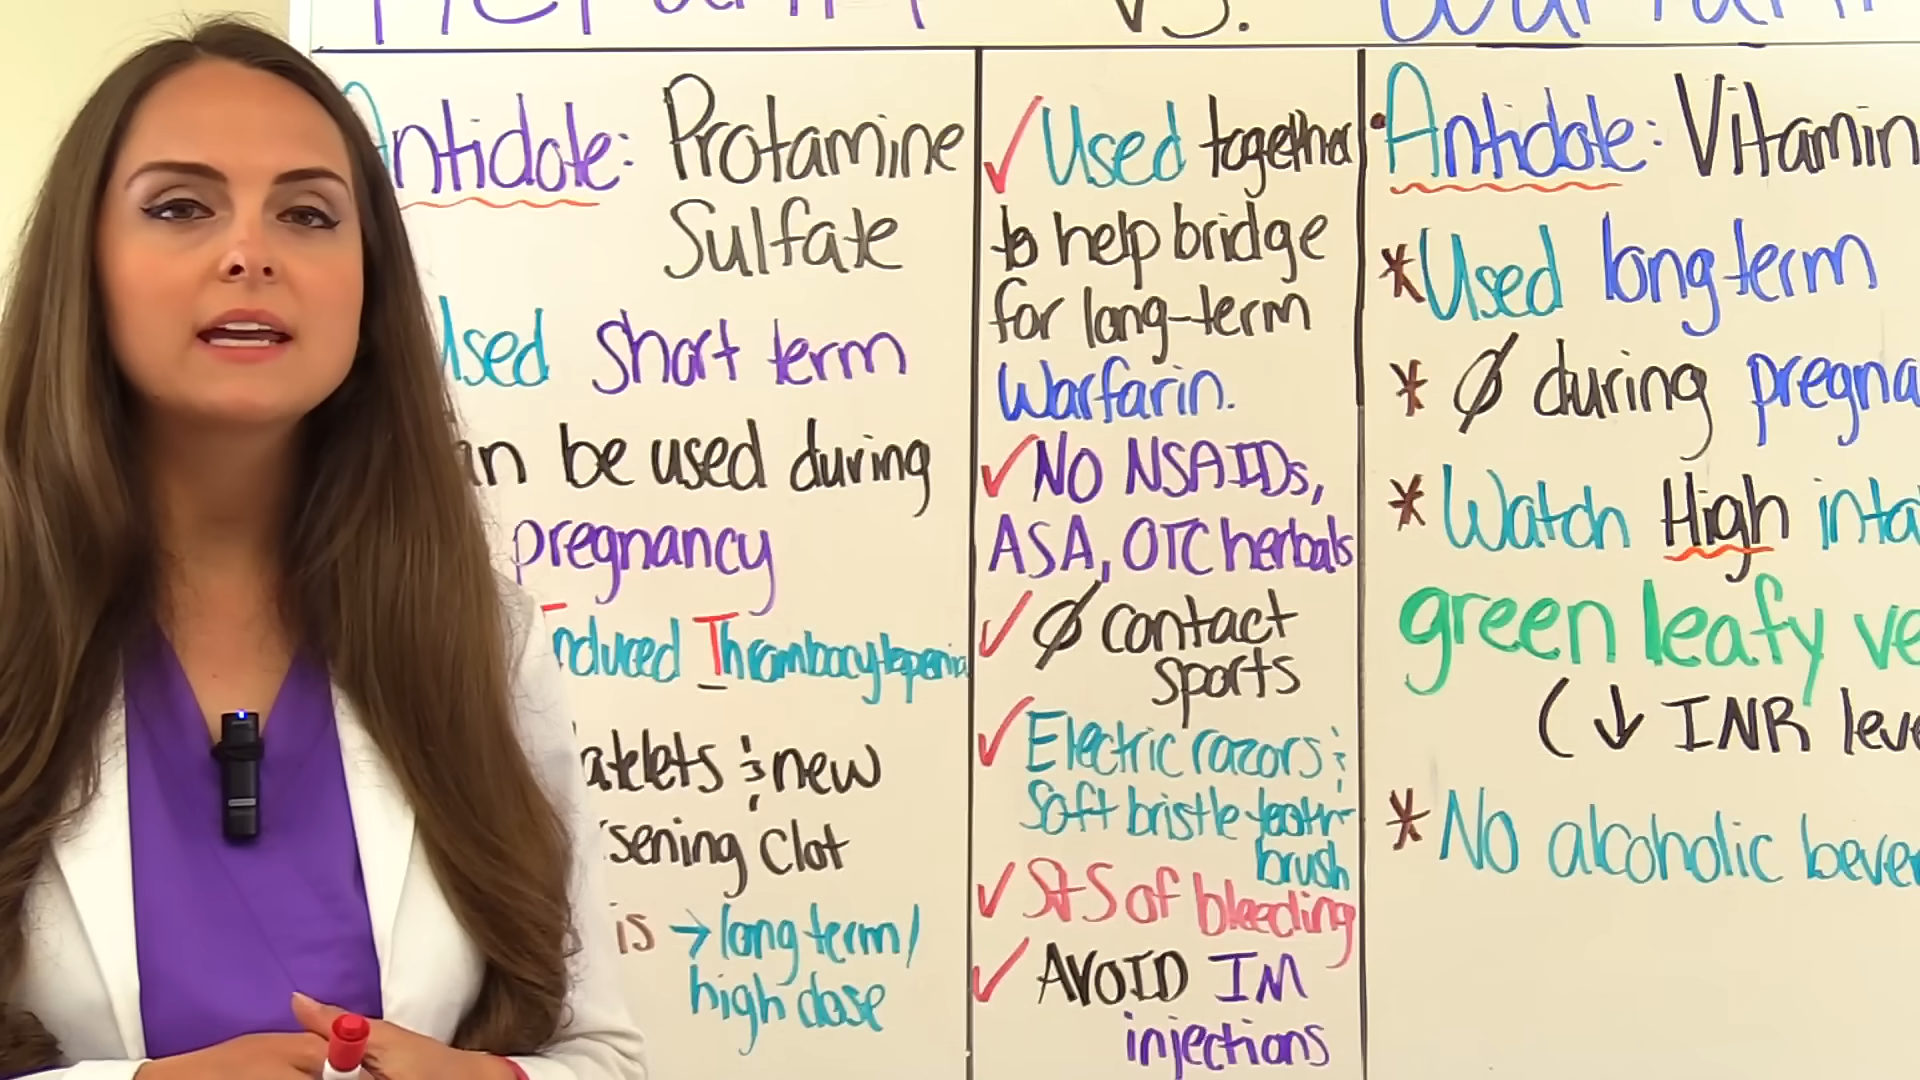 vs.
Antidote: Protamine
Sulfate
Used short term
an be used during
pregnancy
Induced Thrombocytopenia
atelets & new
sening clot
is → long term/
high dose
✓ Used together
to help bridge
for long-term
Warfarin.
✓ NO NSAIDs,
ASA, OTC herbals
✓ Ø contact
sports
✓ Electric razors &
Soft bristle tooth-
brush
✓ S&S of bleeding
✓ AVOID IM
injections
• Antidote: Vitamin
* Used long term
* Ø during pregna
* Watch High inta
green leafy ve
(↓ INR leve
* No alcoholic bever